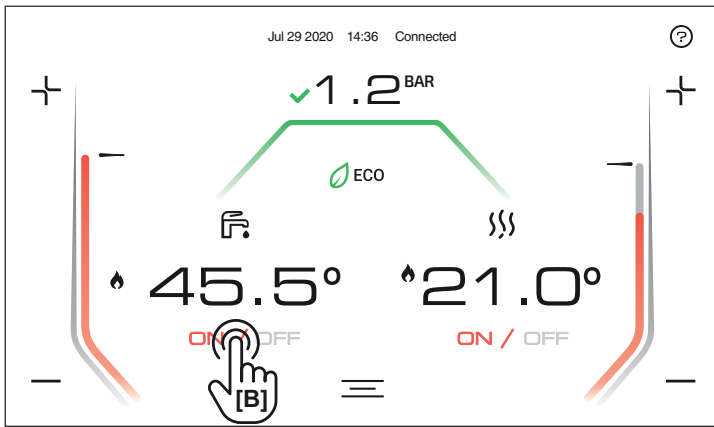 Jul 29 2020 14:36 Connected
?
1.2 BAR
ECO
45.5° 21.0°
ON / OFF ON / OFF
[B]